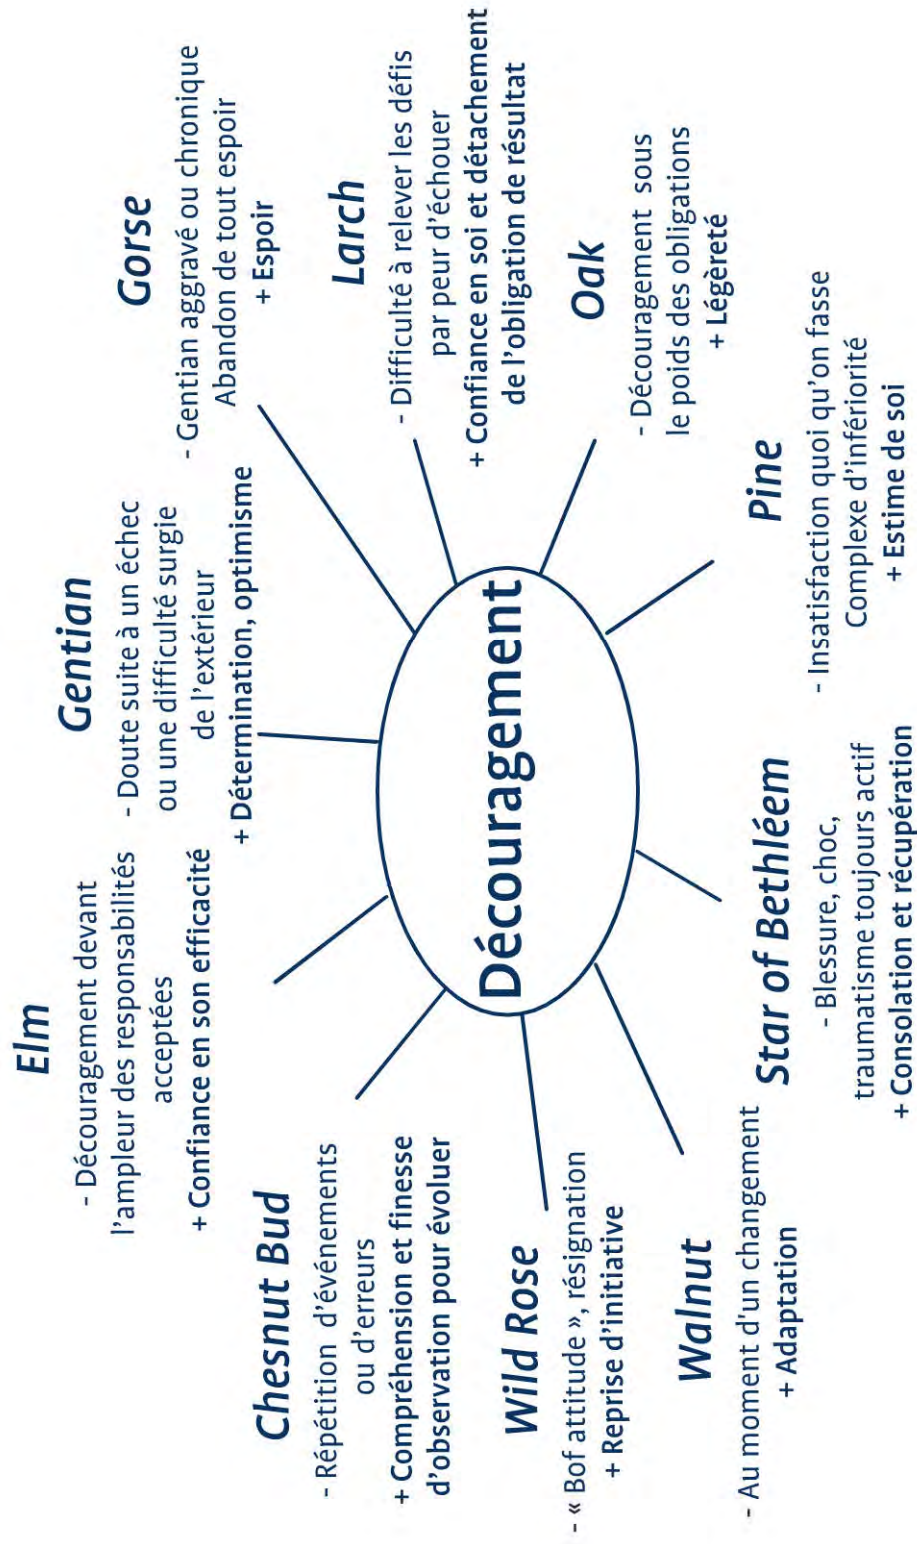 Elm
- Découragement devant
l'ampleur des responsabilités
acceptées
+ Confiance en son efficacité
Gentian
- Doute suite à un échec
ou une difficulté surgie
de l'extérieur
+ Détermination, optimisme
Gorse
- Gentian aggravé ou chronique
Abandon de tout espoir
+ Espoir
Larch
- Difficulté à relever les défis
par peur d'échouer
+ Confiance en soi et détachement
de l'obligation de résultat
Oak
- Découragement sous
le poids des obligations
+ Légèreté
Pine
- Insatisfaction quoi qu'on fasse
Complexe d'infériorité
+ Estime de soi
Star of Bethléem
- Blessure, choc,
traumatisme toujours actif
+ Consolation et récupération
Walnut
- Au moment d'un changement
+ Adaptation
Wild Rose
- « Bof attitude », résignation
+ Reprise d'initiative
Chesnut Bud
- Répétition d'événements
ou d'erreurs
+ Compréhension et finesse
d'observation pour évoluer
Découragement